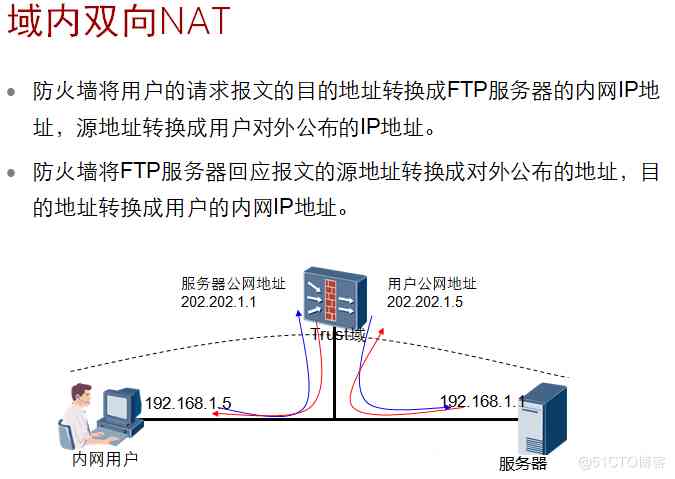 域内双向NAT
防火墙将用户的请求报文的目的地址转换成FTP服务器的内网IP地
址，源地址转换成用户对外公布的IP地址。
防火墙将FTP服务器回应报文的源地址转换成对外公布的地址，目
的地址转换成用户的内网IP地址。
服务器公网地址
202.202.1.1
用户公网地址
202.202.1.5
Trust域
192.168.1.5
192.168.1.1
内网用户
服务器
@51CTO博客